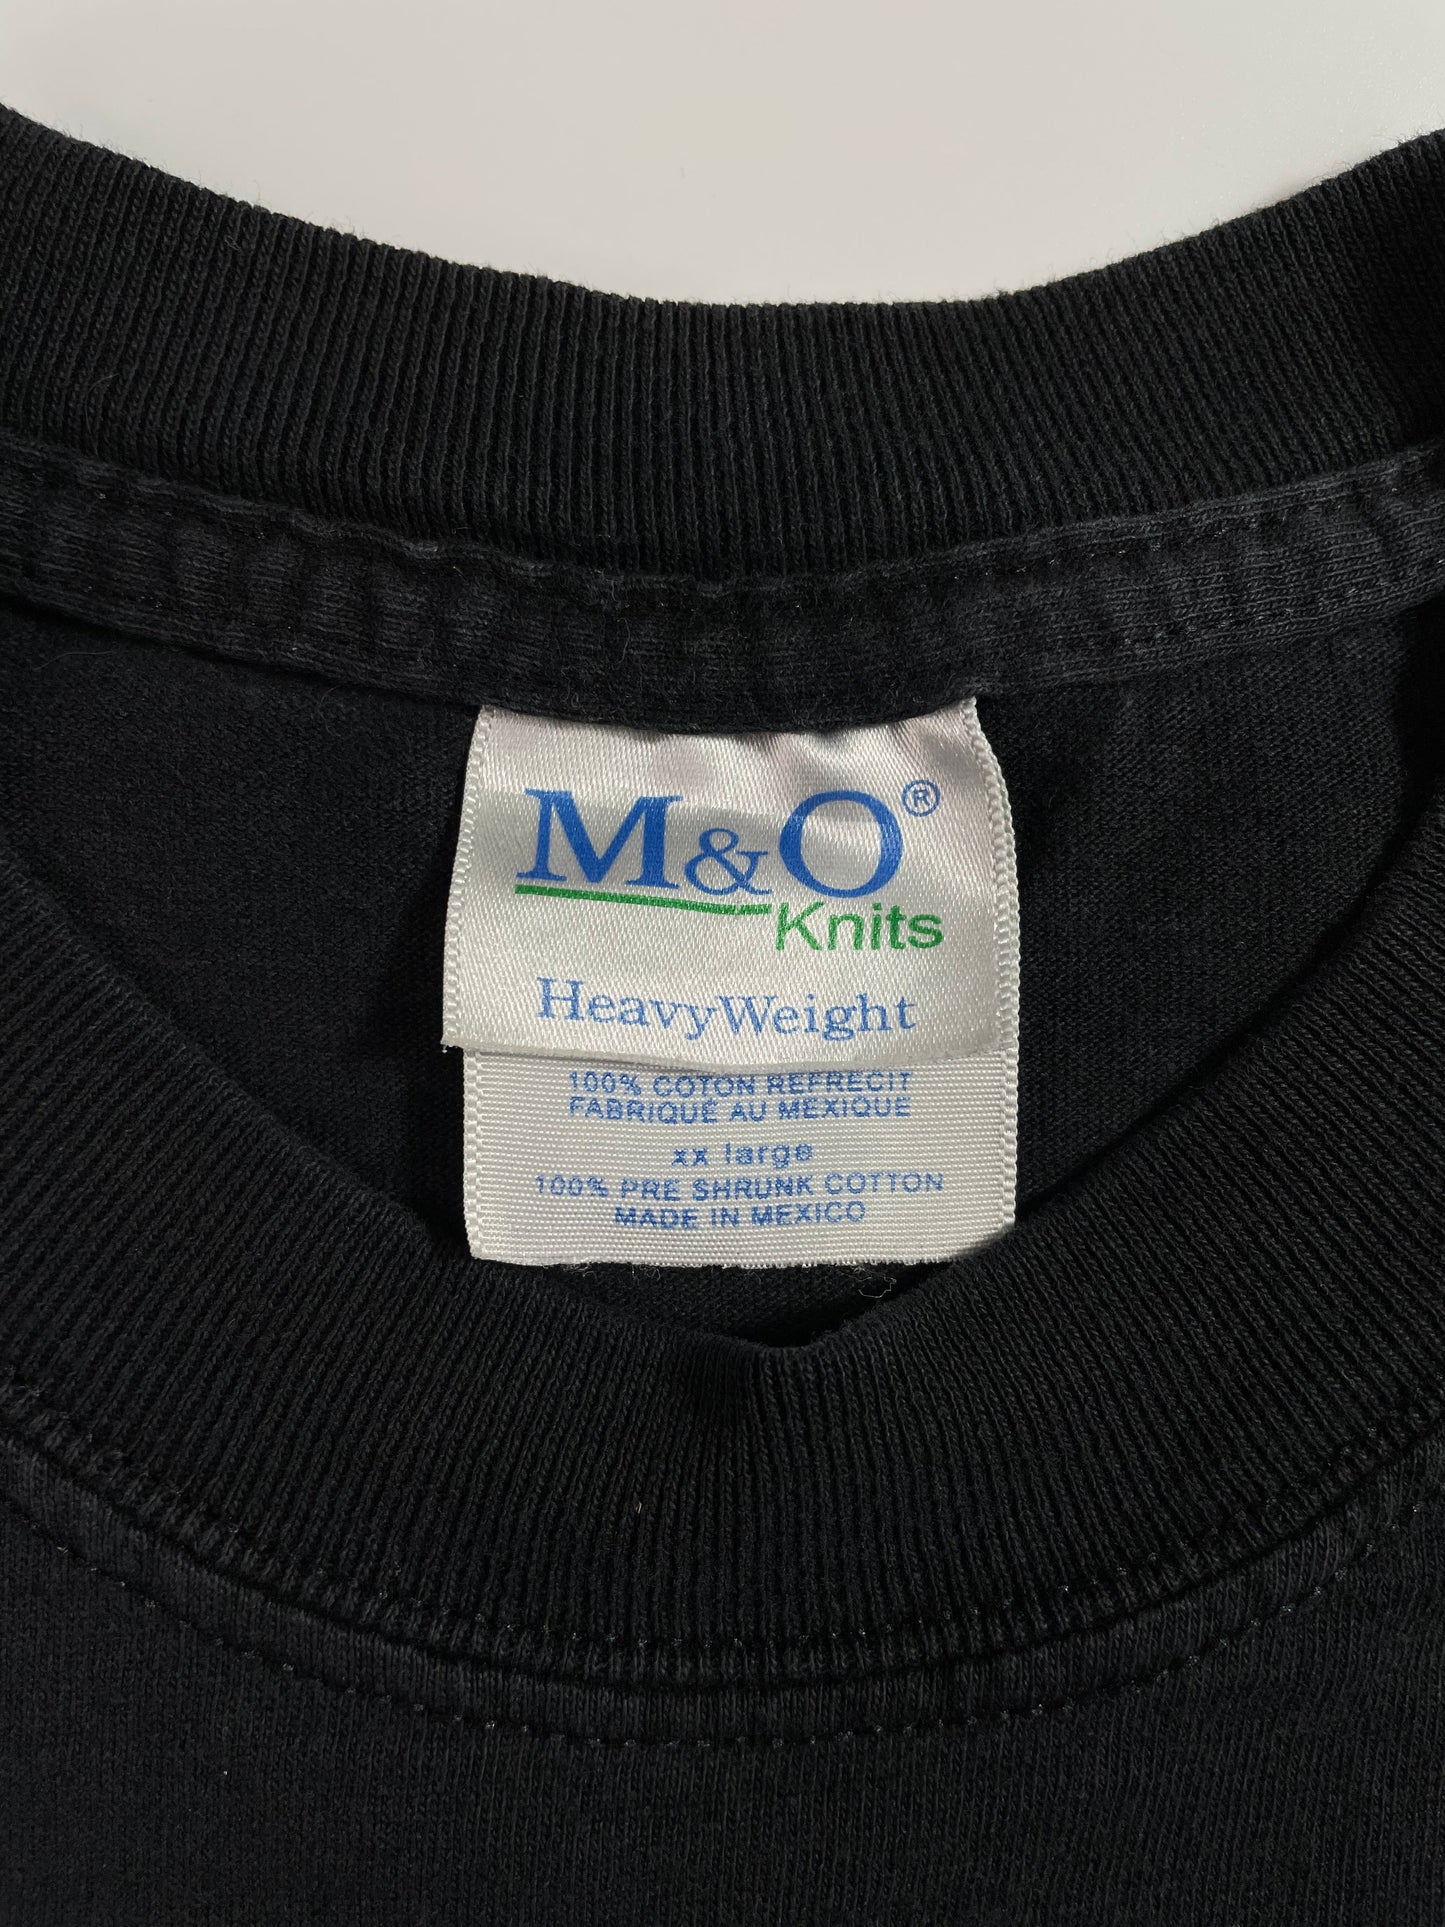 M&O®
Knits
HeavyWeight
100% COTON REFRECIT
FABRIQUÉ AU MEXIQUE
xx large
100% PRE SHRUNK COTTON
MADE IN MEXICO